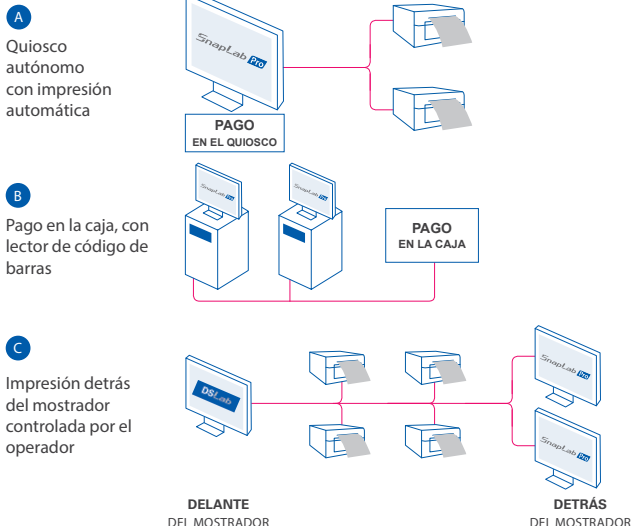 A
Quiosco
autónomo
con impresión
automática
SnapLab Pro
PAGO
EN EL QUIOSCO
B
Pago en la caja, con
lector de código de
barras
SnapLab Pro
SnapLab Pro
PAGO
EN LA CAJA
C
Impresión detrás
del mostrador
controlada por el
operador
DSLab
SnapLab Pro
SnapLab Pro
DELANTE
DEL MOSTRADOR
DETRÁS
DEL MOSTRADOR